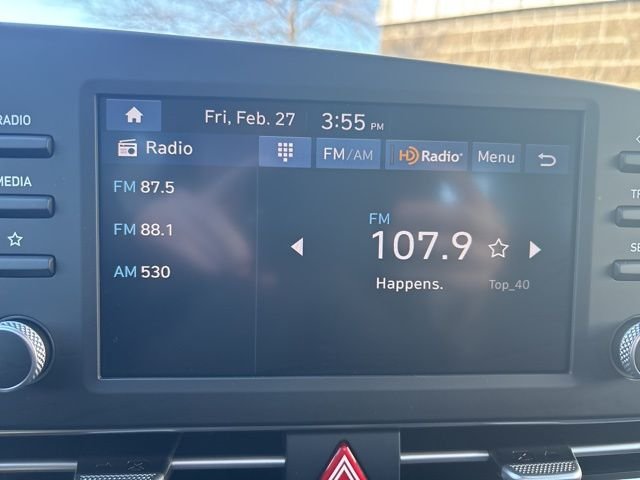 Fri, Feb. 27 3:55 PM
RADIO
Radio FM/AM HD Radio Menu
MEDIA
FM 87.5
FM 88.1
AM 530
FM
107.9
Happens. Top_40